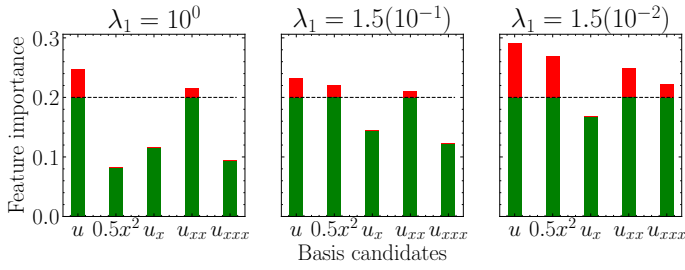 λ₁ = 10⁰ λ₁ = 1.5(10⁻¹) λ₁ = 1.5(10⁻²)
Feature importance
0.3
0.2
0.1
0.0
u 0.5x² uₓ uₓₓ uₓₓₓ u 0.5x² uₓ uₓₓ uₓₓₓ u 0.5x² uₓ uₓₓ uₓₓₓ
Basis candidates